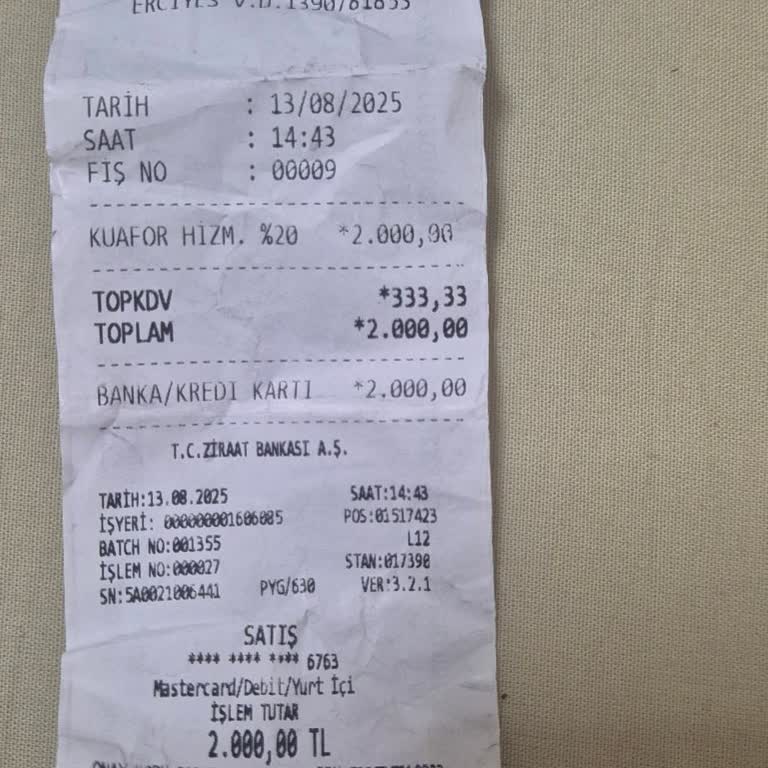 ERCİYES V.D.1390781855
TARİH : 13/08/2025
SAAT : 14:43
FİŞ NO : 00009
KUAFOR HİZM. %20 *2.000,00
TOPKDV *333,33
TOPLAM *2.000,00
BANKA/KREDI KARTI *2.000,00
T.C.ZİRAAT BANKASI A.Ş.
TARİH:13.08.2025 SAAT:14:43
İŞYERİ: 000000001606085 POS:01517423
BATCH NO:001355 L12
İŞLEM NO:000027 STAN:017390
SN:5A0021006441 PYG/630 VER:3.2.1
SATIŞ
**** **** **** 6763
Mastercard/Debit/Yurt İçi
İŞLEM TUTAR
2.000,00 TL